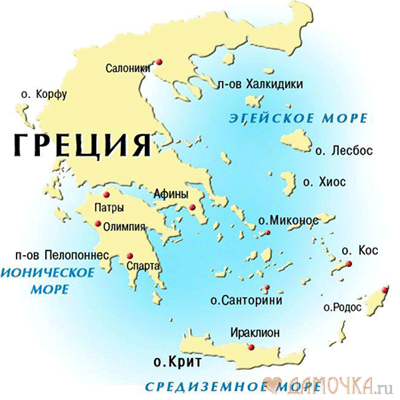 Салоники
п-ов Халкидики
о. Корфу
ЭГЕЙСКОЕ МОРЕ
ГРЕЦИЯ
о. Лесбос
о. Хиос
Афины
Патры
Олимпия
о.Миконос
п-ов Пелопоннес
Спарта
о. Кос
ИОНИЧЕСКОЕ
МОРЕ
о.Санторини
о.Родос
Ираклион
о.Крит
СРЕДИЗЕМНОЕ МОРЕ
ДАМОЧКА.ru